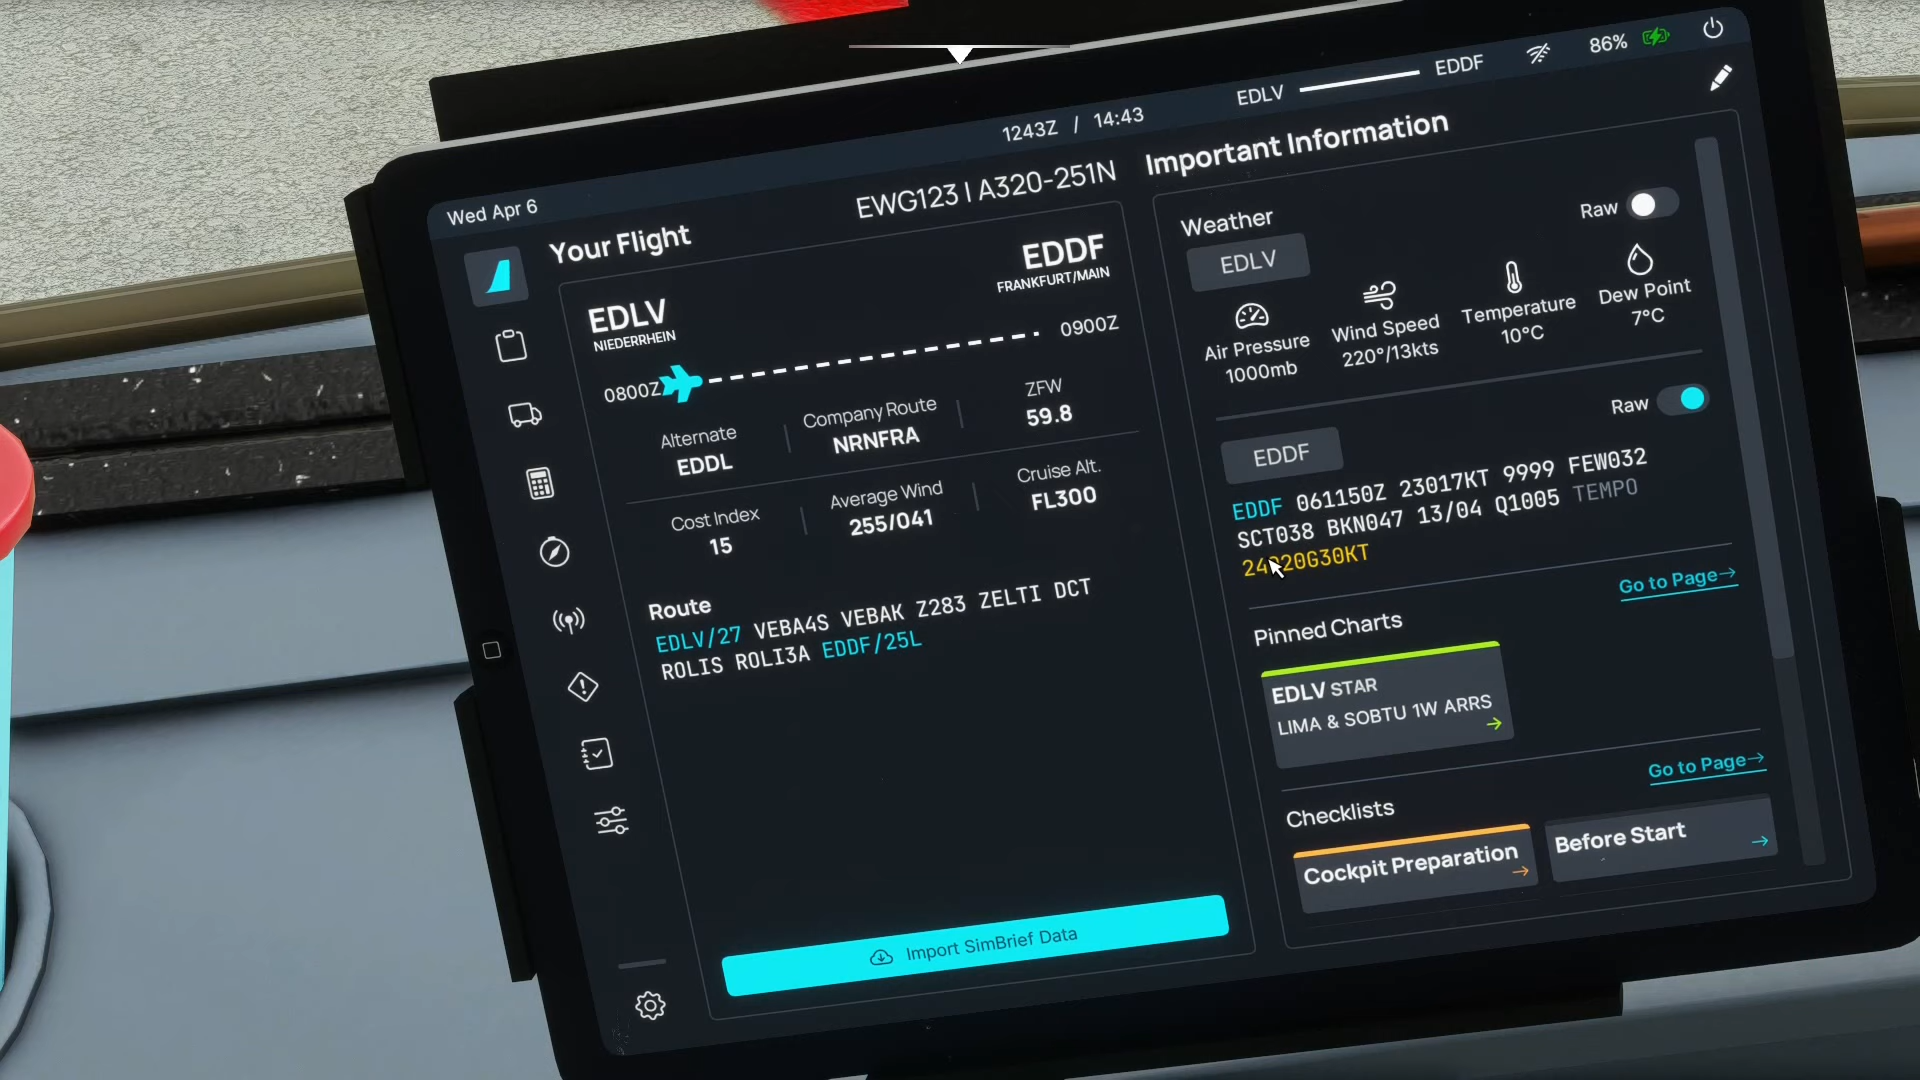 Wed Apr 6
1243Z / 14:43
EDLV
EDDF
86%
Your Flight
EWG123 | A320-251N
EDLV
NIEDERRHEIN
EDDF
FRANKFURT/MAIN
0800Z
0900Z
Alternate
EDDL
Company Route
NRNFRA
ZFW
59.8
Cost Index
15
Average Wind
255/041
Cruise Alt.
FL300
Route
EDLV/27 VEBA4S VEBAK Z283 ZELTI DCT
ROLIS ROLI3A EDDF/25L
Import SimBrief Data
Important Information
Weather
Raw
EDLV
Air Pressure
1000mb
Wind Speed
220°/13kts
Temperature
10°C
Dew Point
7°C
Raw
EDDF
EDDF 061150Z 23017KT 9999 FEW032
SCT038 BKN047 13/04 Q1005 TEMPO
Pinned Charts
Go to Page→
EDLV STAR
LIMA & SOBTU 1W ARRS
Checklists
Go to Page→
Cockpit Preparation
Before Start